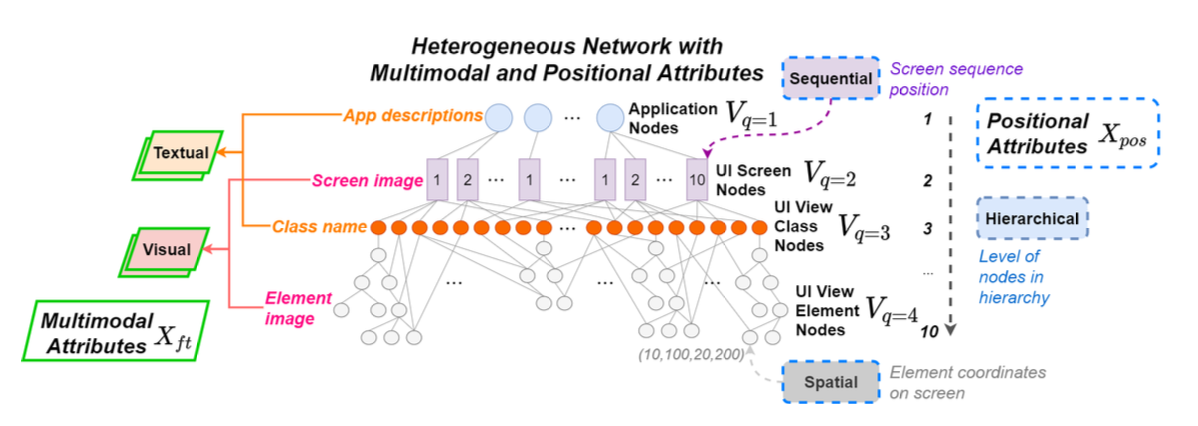 Heterogeneous Network with
Multimodal and Positional Attributes
Sequential
Screen sequence
position
App descriptions
...
Application
Nodes
V_{q=1}
1
Positional
Attributes X_{pos}
Textual
Screen image
1
2
...
1
...
1
2
...
10
UI Screen
Nodes
V_{q=2}
2
Class name
...
UI View
Class
Nodes
V_{q=3}
3
Hierarchical
Visual
Level of
nodes in
hierarchy
...
...
...
...
Element
image
UI View
Element
Nodes
V_{q=4}
10
Multimodal
Attributes X_{ft}
(10,100,20,200)
Spatial
Element coordinates
on screen